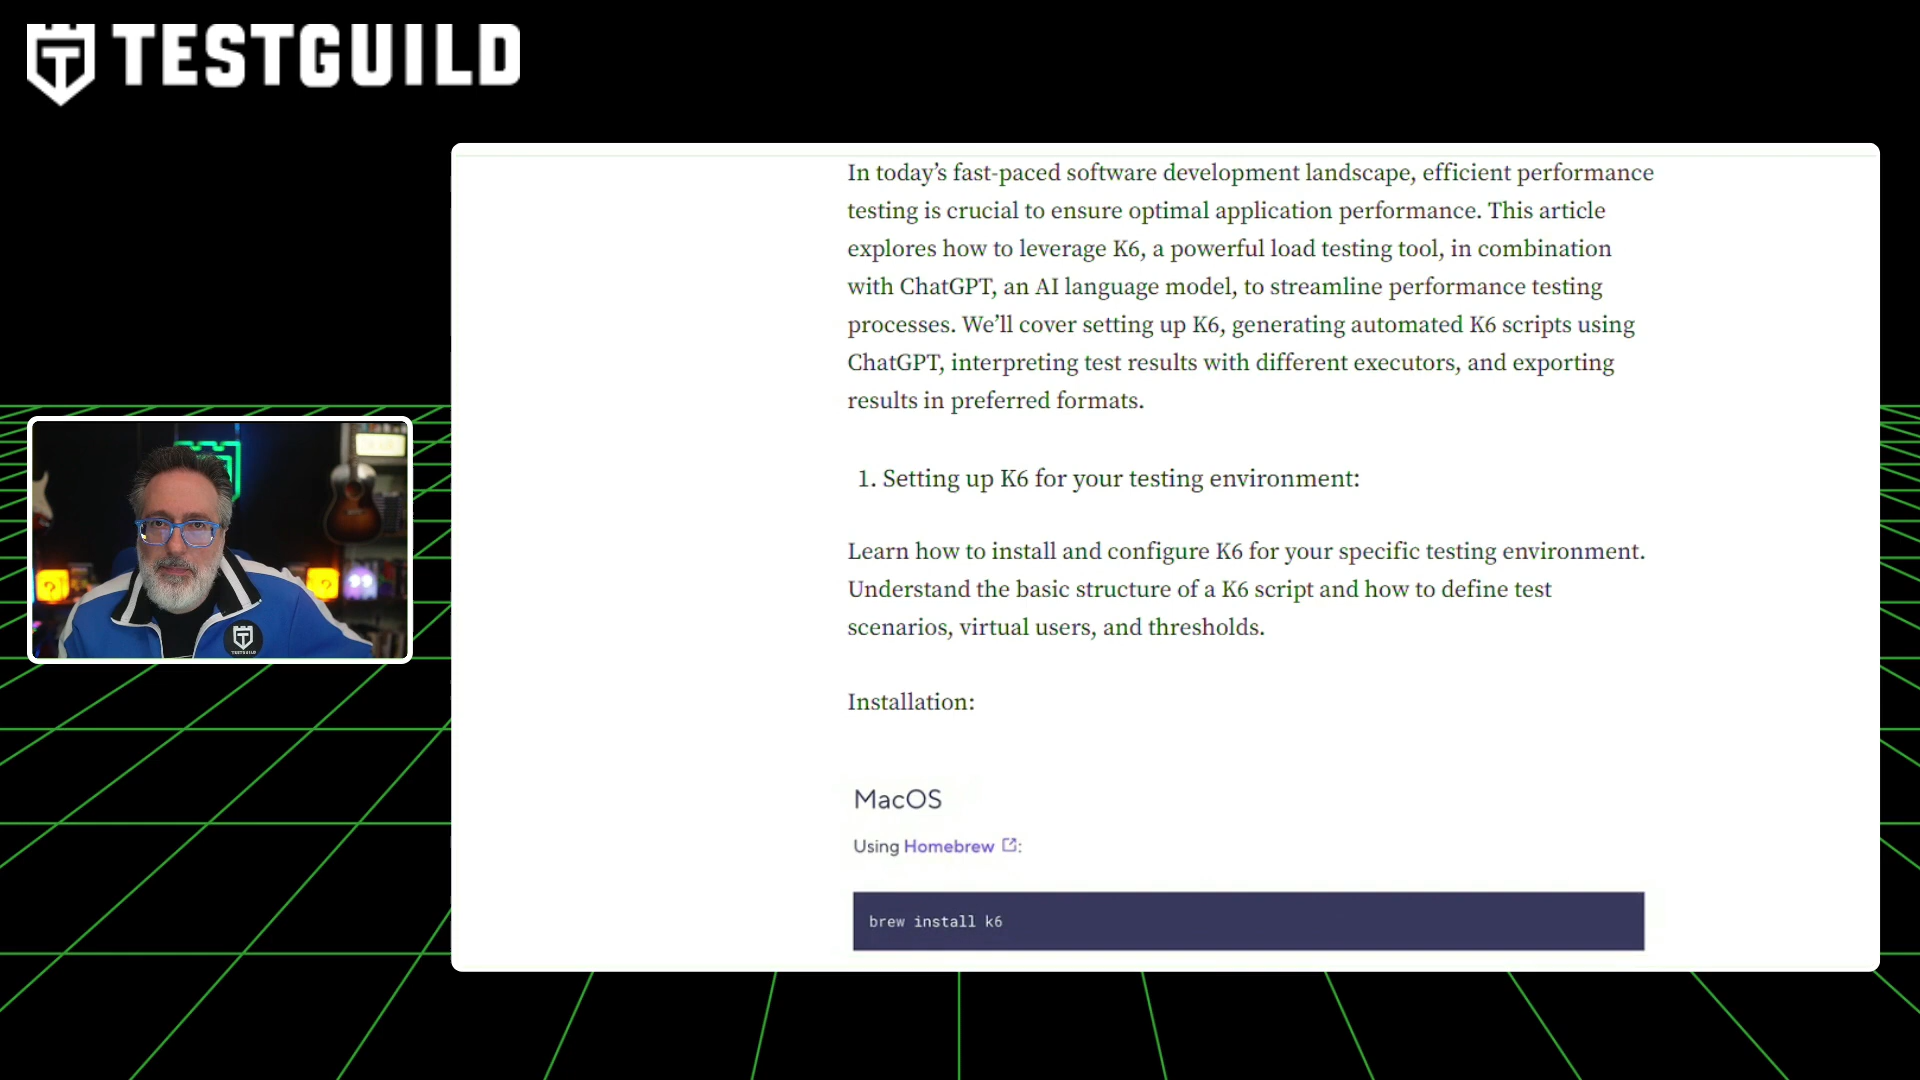 TESTGUILD
In today’s fast-paced software development landscape, efficient performance
testing is crucial to ensure optimal application performance. This article
explores how to leverage K6, a powerful load testing tool, in combination
with ChatGPT, an AI language model, to streamline performance testing
processes. We’ll cover setting up K6, generating automated K6 scripts using
ChatGPT, interpreting test results with different executors, and exporting
results in preferred formats.
1. Setting up K6 for your testing environment:
Learn how to install and configure K6 for your specific testing environment.
Understand the basic structure of a K6 script and how to define test
scenarios, virtual users, and thresholds.
Installation:
MacOS
Using Homebrew :
brew install k6
TESTGUILD